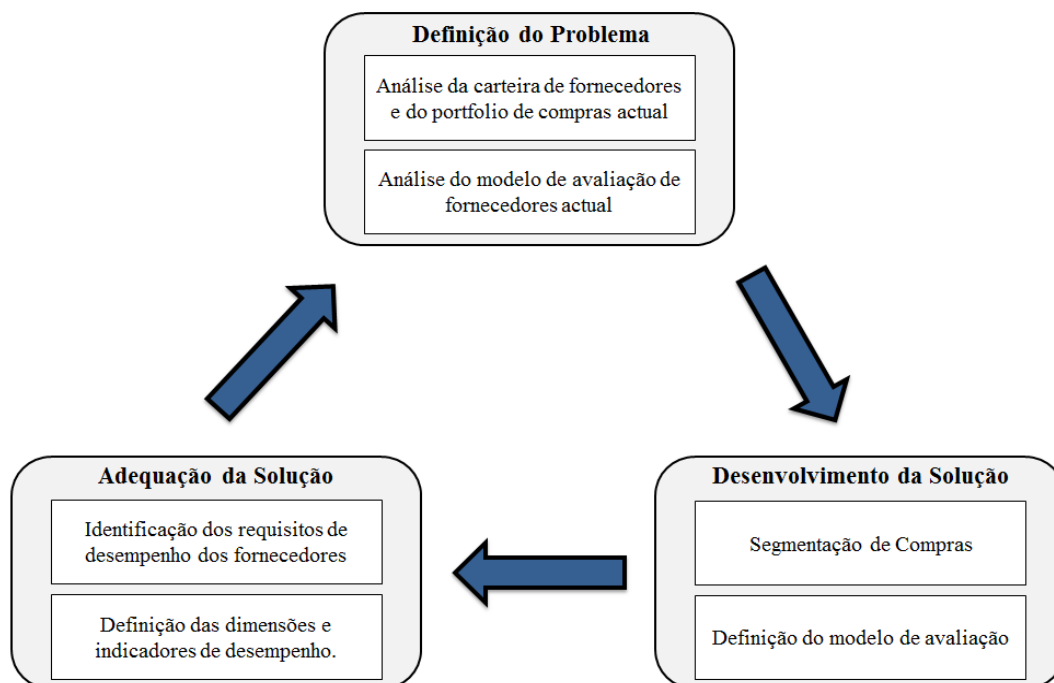 Definição do Problema
Análise da carteira de fornecedores
e do portfolio de compras actual
Análise do modelo de avaliação de
fornecedores actual
Adequação da Solução
Identificação dos requisitos de
desempenho dos fornecedores
Definição das dimensões e
indicadores de desempenho.
Desenvolvimento da Solução
Segmentação de Compras
Definição do modelo de avaliação